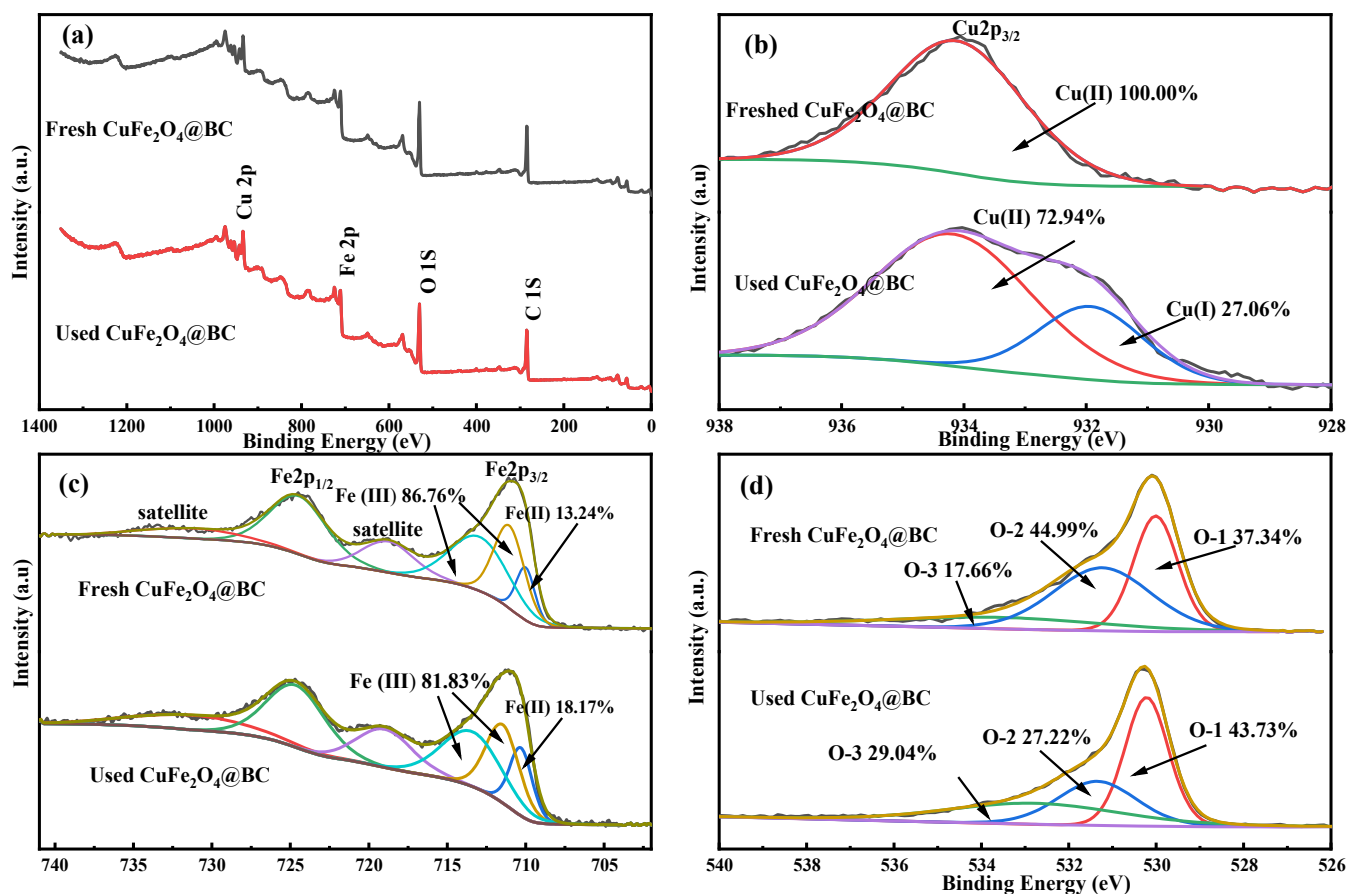 (a)
Fresh CuFe₂O₄@BC
Cu 2p
Fe 2p
O 1S
C 1S
Used CuFe₂O₄@BC
Intensity (a.u.)
1400 1200 1000 800 600 400 200 0
Binding Energy (eV)
(b)
Cu2p₃/₂
Cu(II) 100.00%
Freshed CuFe₂O₄@BC
Cu(II) 72.94%
Used CuFe₂O₄@BC
Cu(I) 27.06%
Intensity (a.u)
938 936 934 932 930 928
Binding Energy (eV)
(c)
Fe2p₁/₂
Fe2p₃/₂
Fe (III) 86.76%
satellite
Fe(II) 13.24%
satellite
Fresh CuFe₂O₄@BC
Fe (III) 81.83%
Fe(II) 18.17%
Used CuFe₂O₄@BC
Intensity (a.u)
740 735 730 725 720 715 710 705
Binding Energy (eV)
(d)
Fresh CuFe₂O₄@BC
O-2 44.99%
O-1 37.34%
O-3 17.66%
Used CuFe₂O₄@BC
O-2 27.22%
O-1 43.73%
O-3 29.04%
Intensity (a.u.)
540 538 536 534 532 530 528 526
Binding Energy (eV)